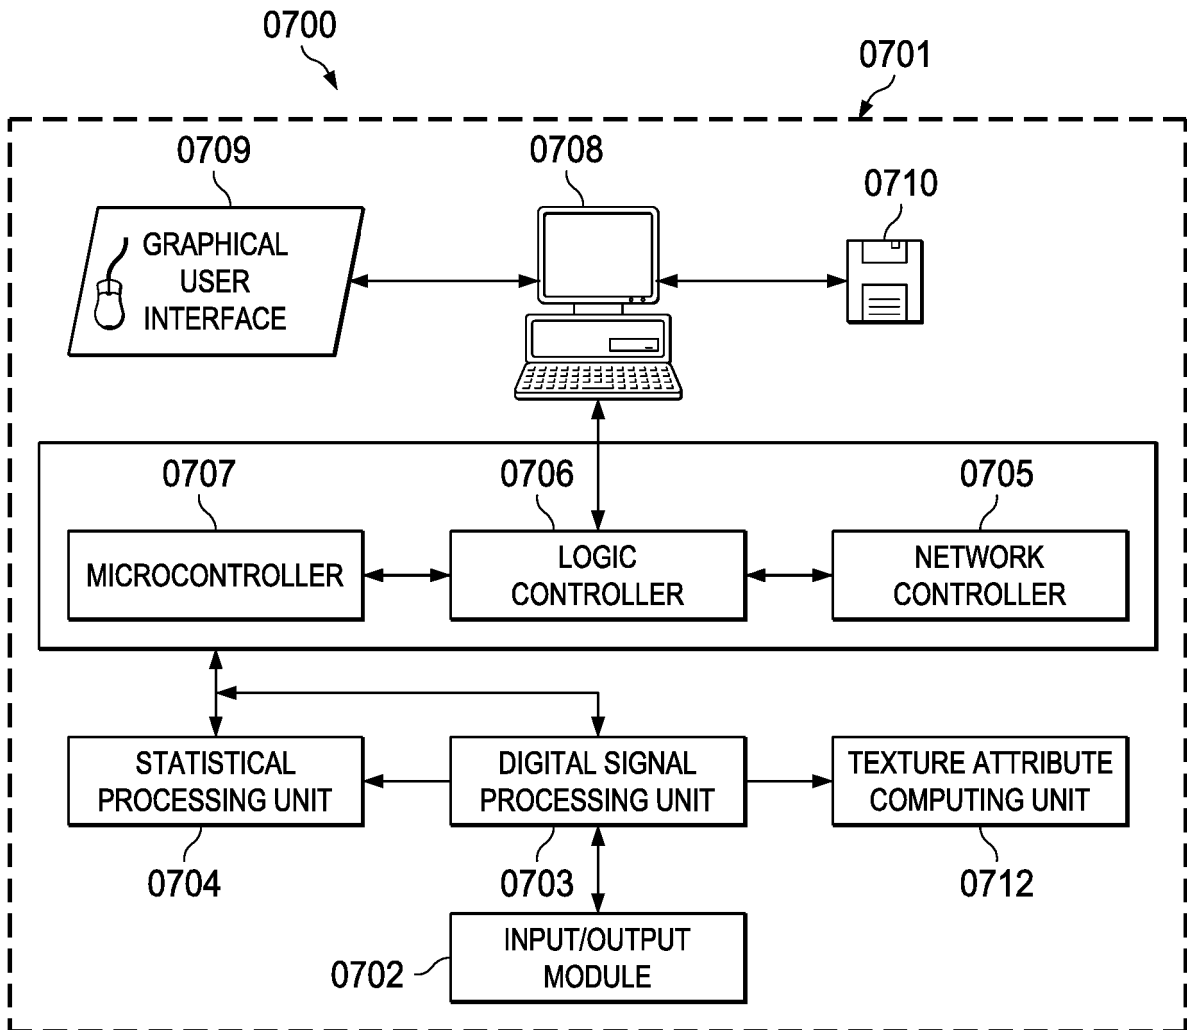 0700
0701
0709
0708
0710
GRAPHICAL
USER
INTERFACE
0707
0706
0705
MICROCONTROLLER
LOGIC
CONTROLLER
NETWORK
CONTROLLER
STATISTICAL
PROCESSING UNIT
DIGITAL SIGNAL
PROCESSING UNIT
TEXTURE ATTRIBUTE
COMPUTING UNIT
0704
0703
0712
0702
INPUT/OUTPUT
MODULE